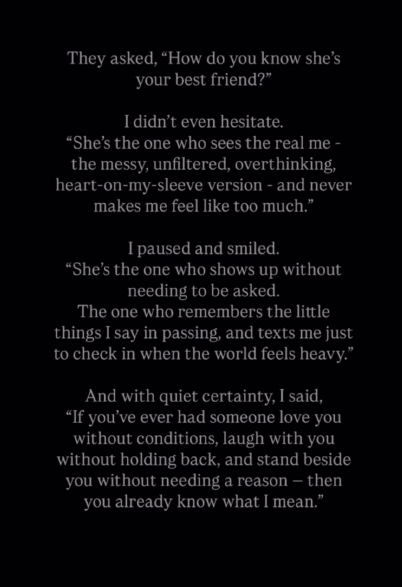 They asked, “How do you know she’s
your best friend?”
I didn’t even hesitate.
“She’s the one who sees the real me -
the messy, unfiltered, overthinking,
heart-on-my-sleeve version - and never
makes me feel like too much.”
I paused and smiled.
“She’s the one who shows up without
needing to be asked.
The one who remembers the little
things I say in passing, and texts me just
to check in when the world feels heavy.”
And with quiet certainty, I said,
“If you’ve ever had someone love you
without conditions, laugh with you
without holding back, and stand beside
you without needing a reason – then
you already know what I mean.”